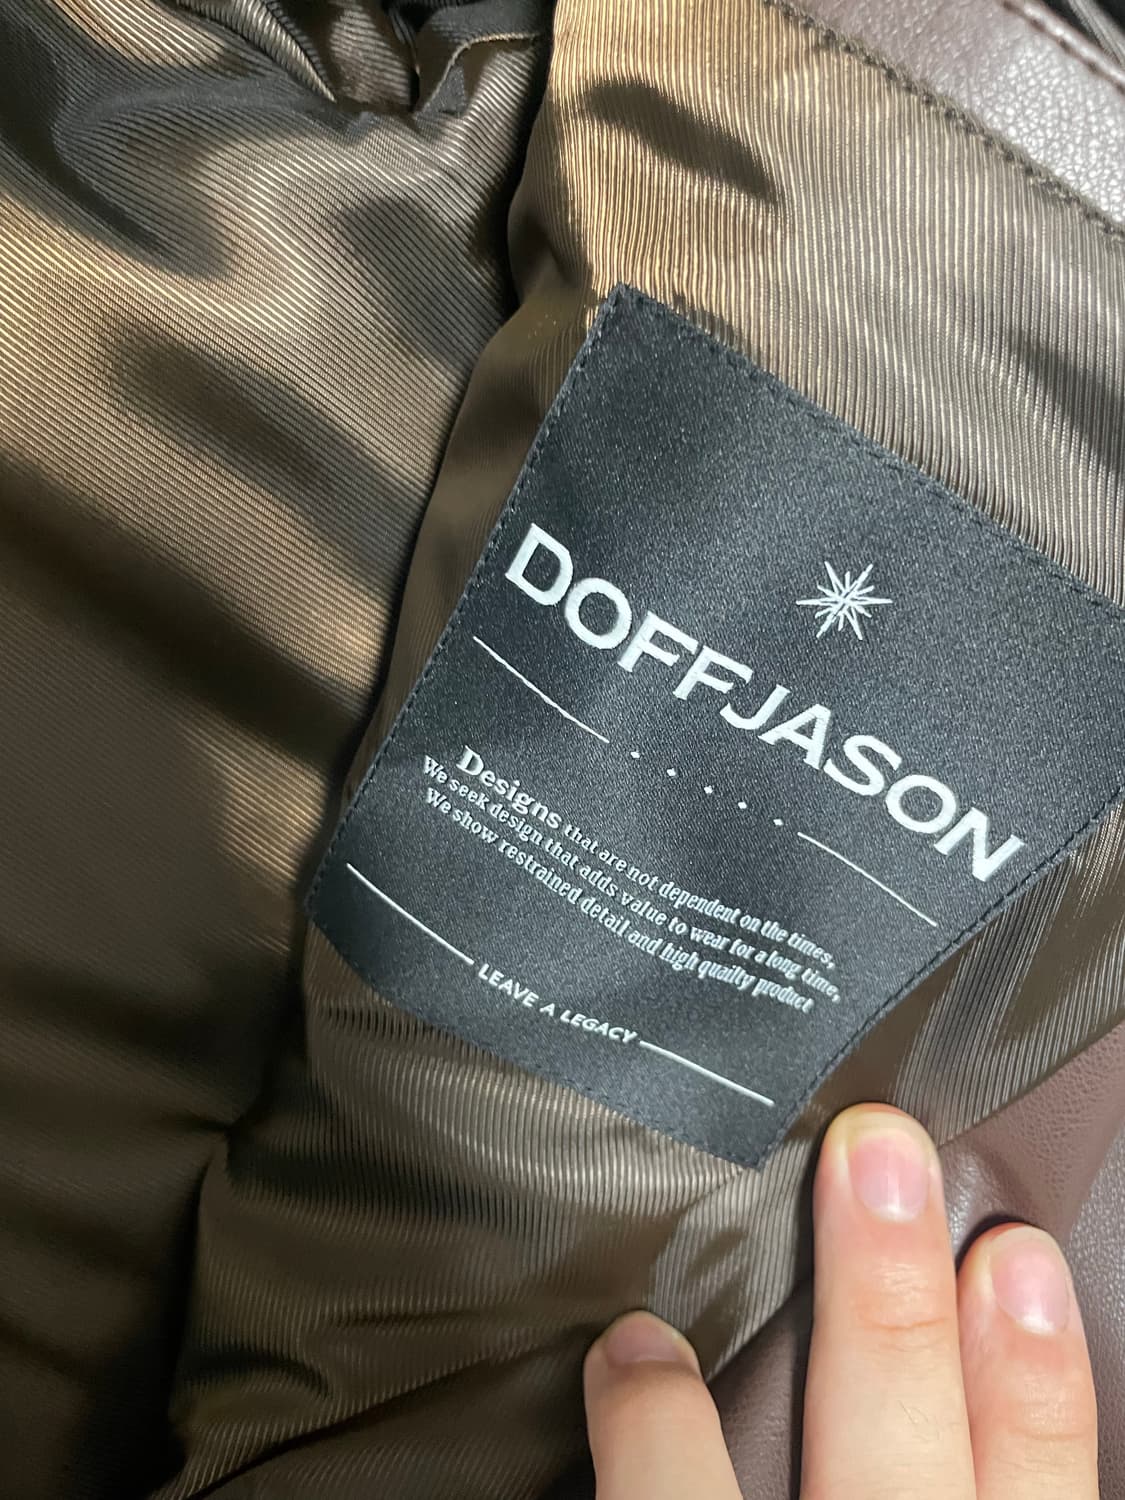 DOFFJASON
Designs that are not dependent on the times,
We seek design that adds value to wear for a long time,
We show restrained detail and high quailty product
LEAVE A LEGACY